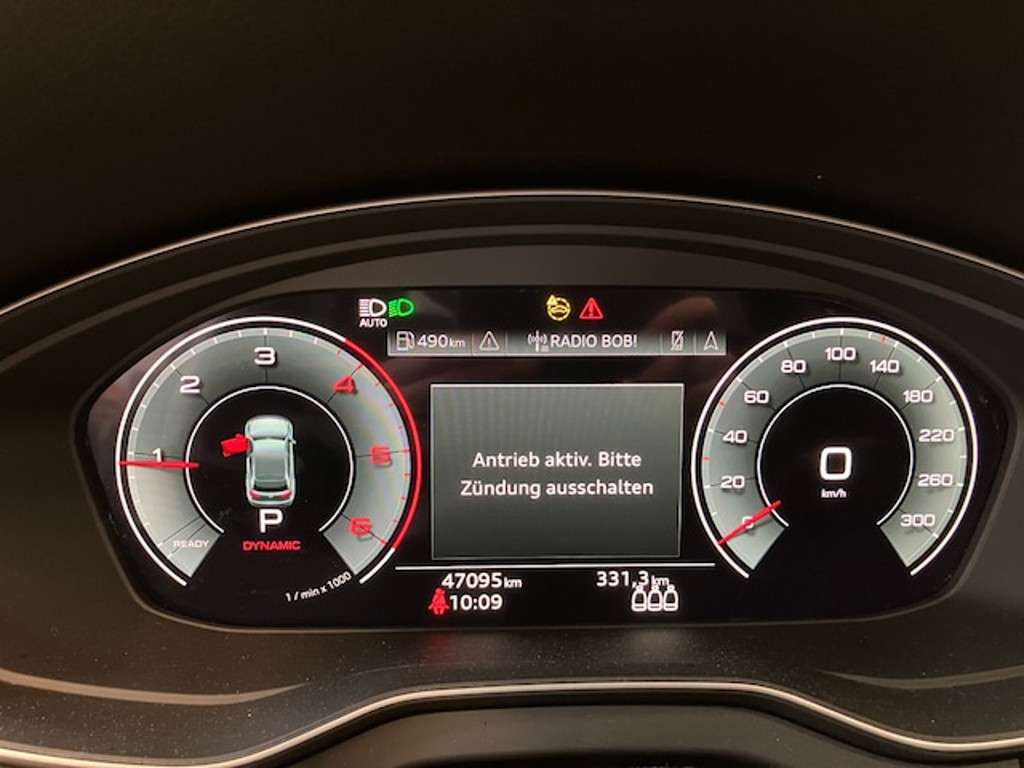 AUTO
490 km
RADIO BOB!
READY
1
2
3
4
5
6
P
DYNAMIC
1 / min x 1000
Antrieb aktiv. Bitte
Zündung ausschalten
47095 km
331,3 km
10:09
0
20
40
60
80
100
140
180
220
260
300
0
km/h